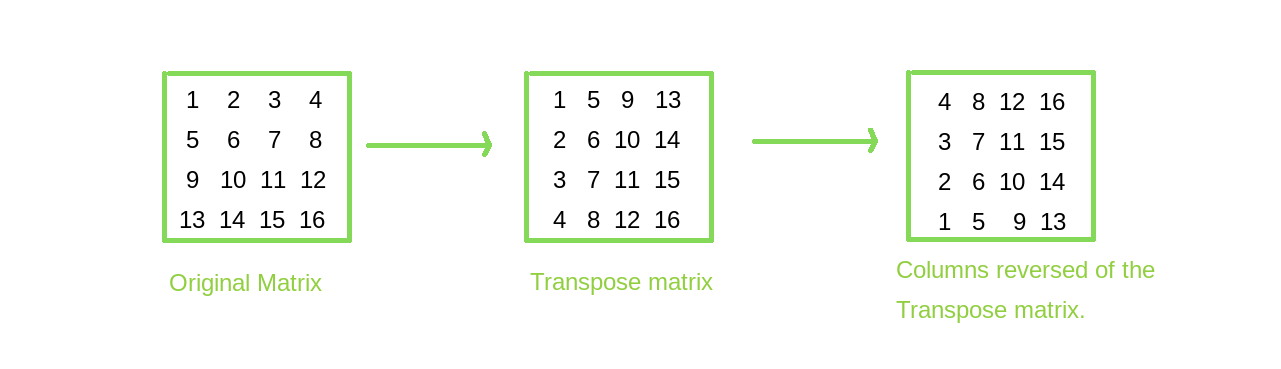 1 2 3 4
5 6 7 8
9 10 11 12
13 14 15 16
Original Matrix
1 5 9 13
2 6 10 14
3 7 11 15
4 8 12 16
Transpose matrix
4 8 12 16
3 7 11 15
2 6 10 14
1 5 9 13
Columns reversed of the
Transpose matrix.